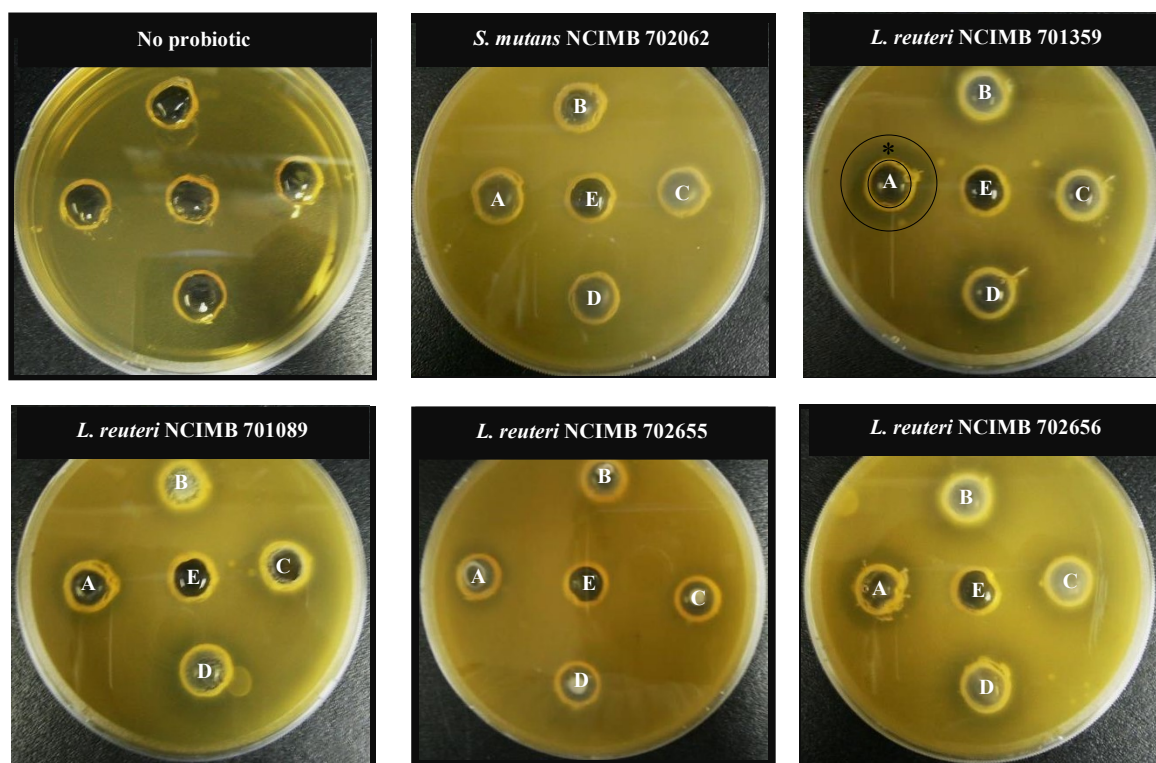 No probiotic
S. mutans NCIMB 702062
L. reuteri NCIMB 701359
B
A
E
C
D
B
*
A
E
C
D
L. reuteri NCIMB 701089
L. reuteri NCIMB 702655
L. reuteri NCIMB 702656
B
A
E
C
D
B
A
E
C
D
B
A
E
C
D